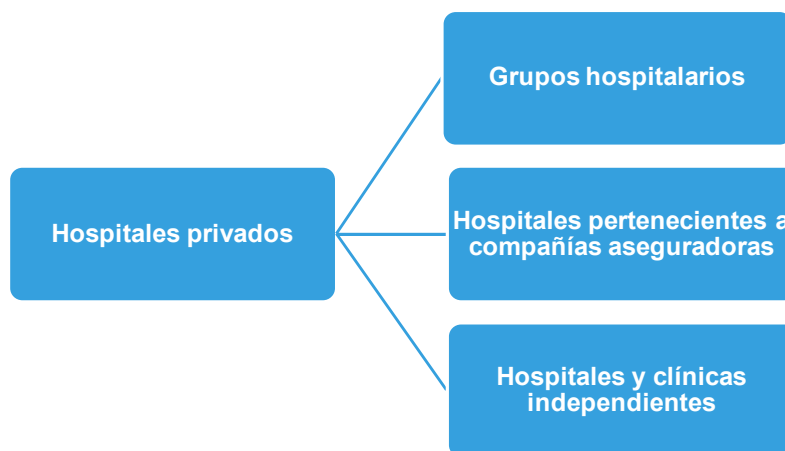 Grupos hospitalarios
Hospitales privados
Hospitales pertenecientes a
compañías aseguradoras
Hospitales y clínicas
independientes